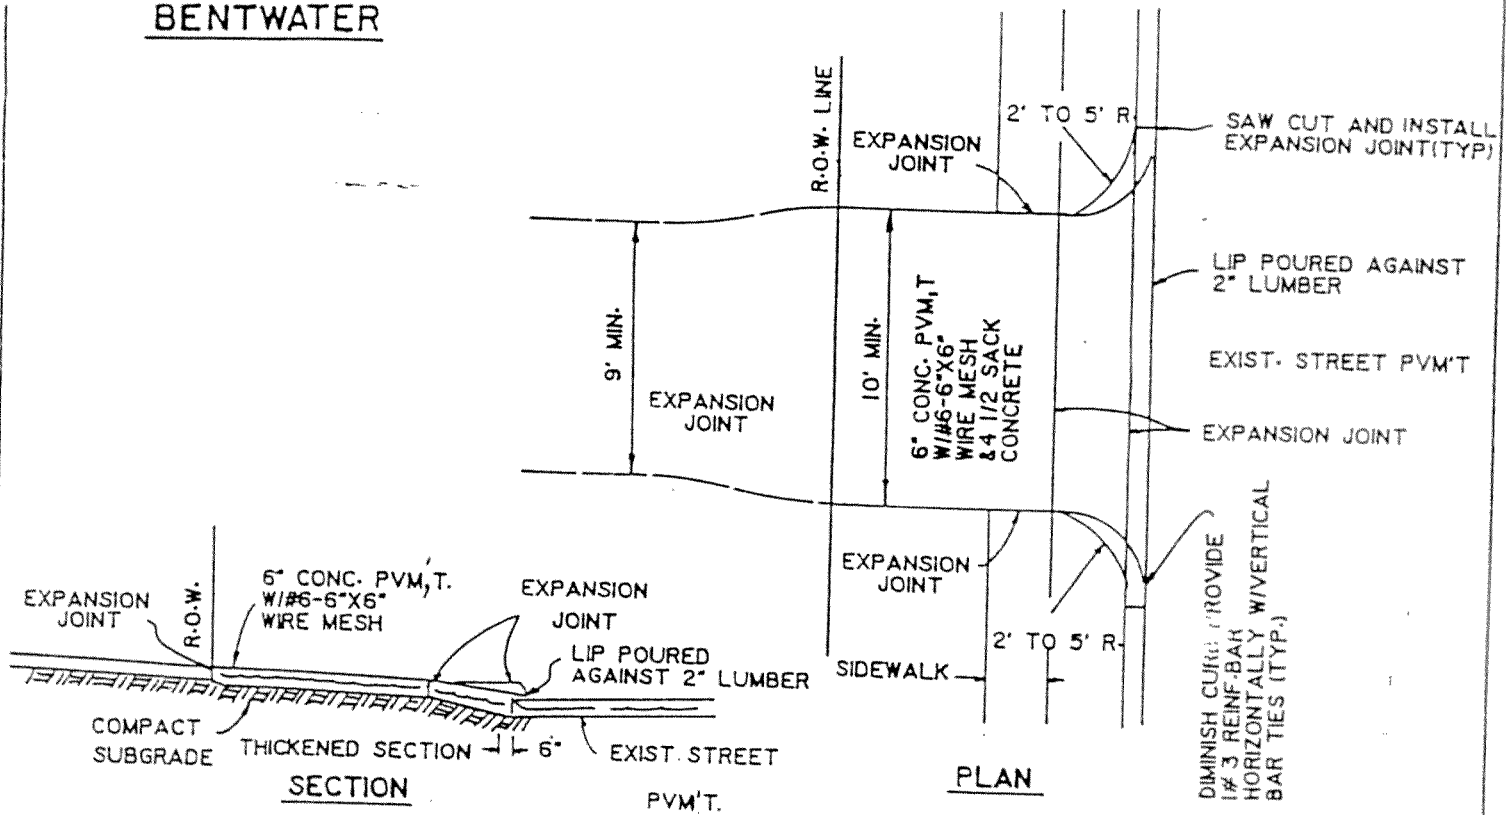 BENTWATER
R.O.W. LINE
EXPANSION
JOINT
2' TO 5' R.
SAW CUT AND INSTALL
EXPANSION JOINT(TYP)
LIP POURED AGAINST
2" LUMBER
EXIST. STREET PVM'T
EXPANSION JOINT
9' MIN.
EXPANSION
JOINT
10' MIN.
6" CONC. PVM,T
W/#6-6"X6"
WIRE MESH
&4 1/2 SACK
CONCRETE
EXPANSION
JOINT
2' TO 5' R.
SIDEWALK
DIMINISH
1#3 REINF.BAR
HORIZONTALLY W/VERTICAL
BAR TIES (TYP.)
PLAN
EXPANSION
JOINT
R.O.W.
6" CONC. PVM,T.
W/#6-6"X6"
WIRE MESH
EXPANSION
JOINT
LIP POURED
AGAINST 2" LUMBER
COMPACT
SUBGRADE
THICKENED SECTION
6"
EXIST. STREET
PVM'T.
SECTION